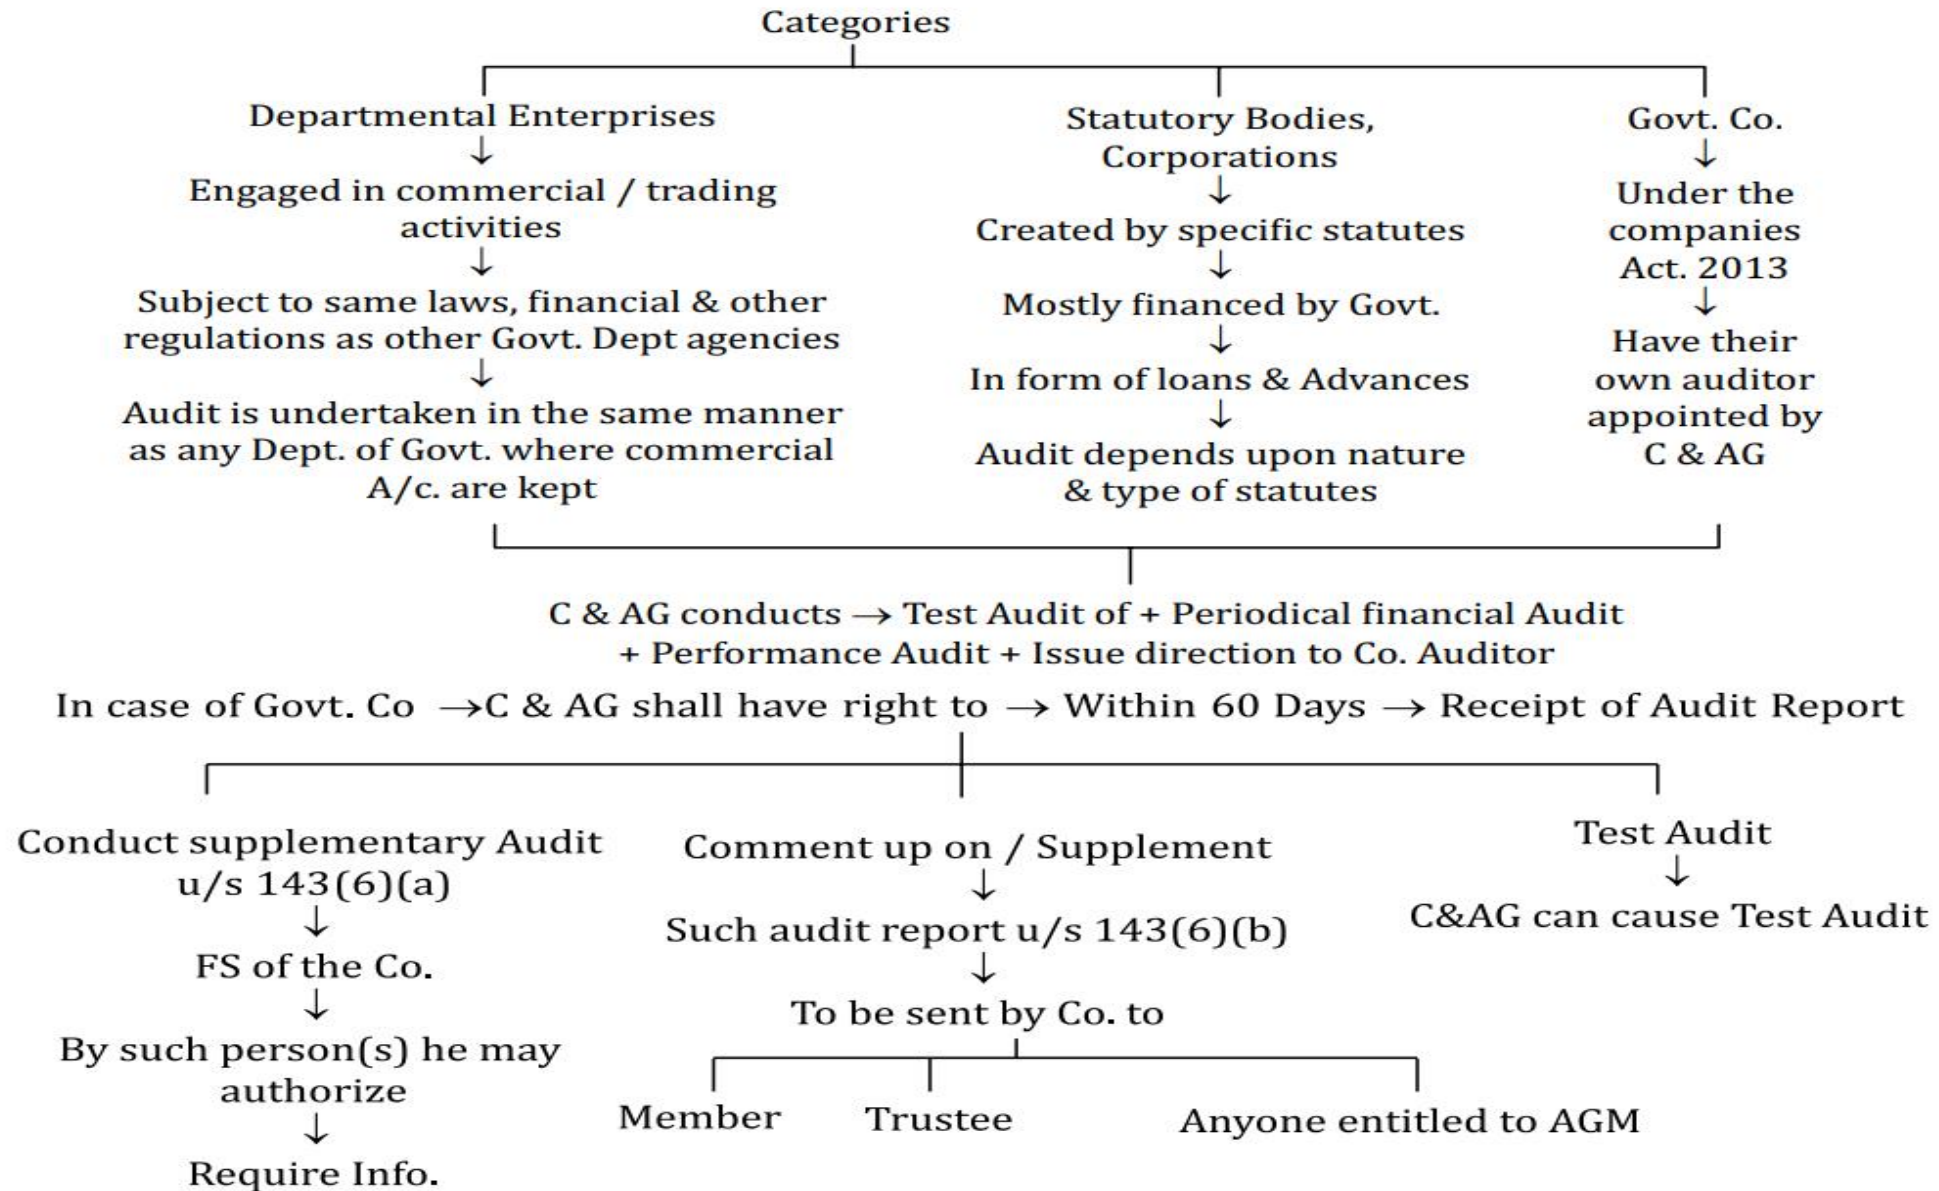 Categories
Departmental Enterprises
↓
Engaged in commercial / trading
activities
↓
Subject to same laws, financial & other
regulations as other Govt. Dept agencies
↓
Audit is undertaken in the same manner
as any Dept. of Govt. where commercial
A/c. are kept
Statutory Bodies,
Corporations
↓
Created by specific statutes
↓
Mostly financed by Govt.
↓
In form of loans & Advances
↓
Audit depends upon nature
& type of statutes
Govt. Co.
↓
Under the
companies
Act. 2013
↓
Have their
own auditor
appointed by
C & AG
C & AG conducts → Test Audit of + Periodical financial Audit
+ Performance Audit + Issue direction to Co. Auditor
In case of Govt. Co →C & AG shall have right to → Within 60 Days → Receipt of Audit Report
Conduct supplementary Audit
u/s 143(6)(a)
↓
FS of the Co.
↓
By such person(s) he may
authorize
↓
Require Info.
Comment up on / Supplement
↓
Such audit report u/s 143(6)(b)
↓
To be sent by Co. to
Member
Trustee
Anyone entitled to AGM
Test Audit
↓
C&AG can cause Test Audit